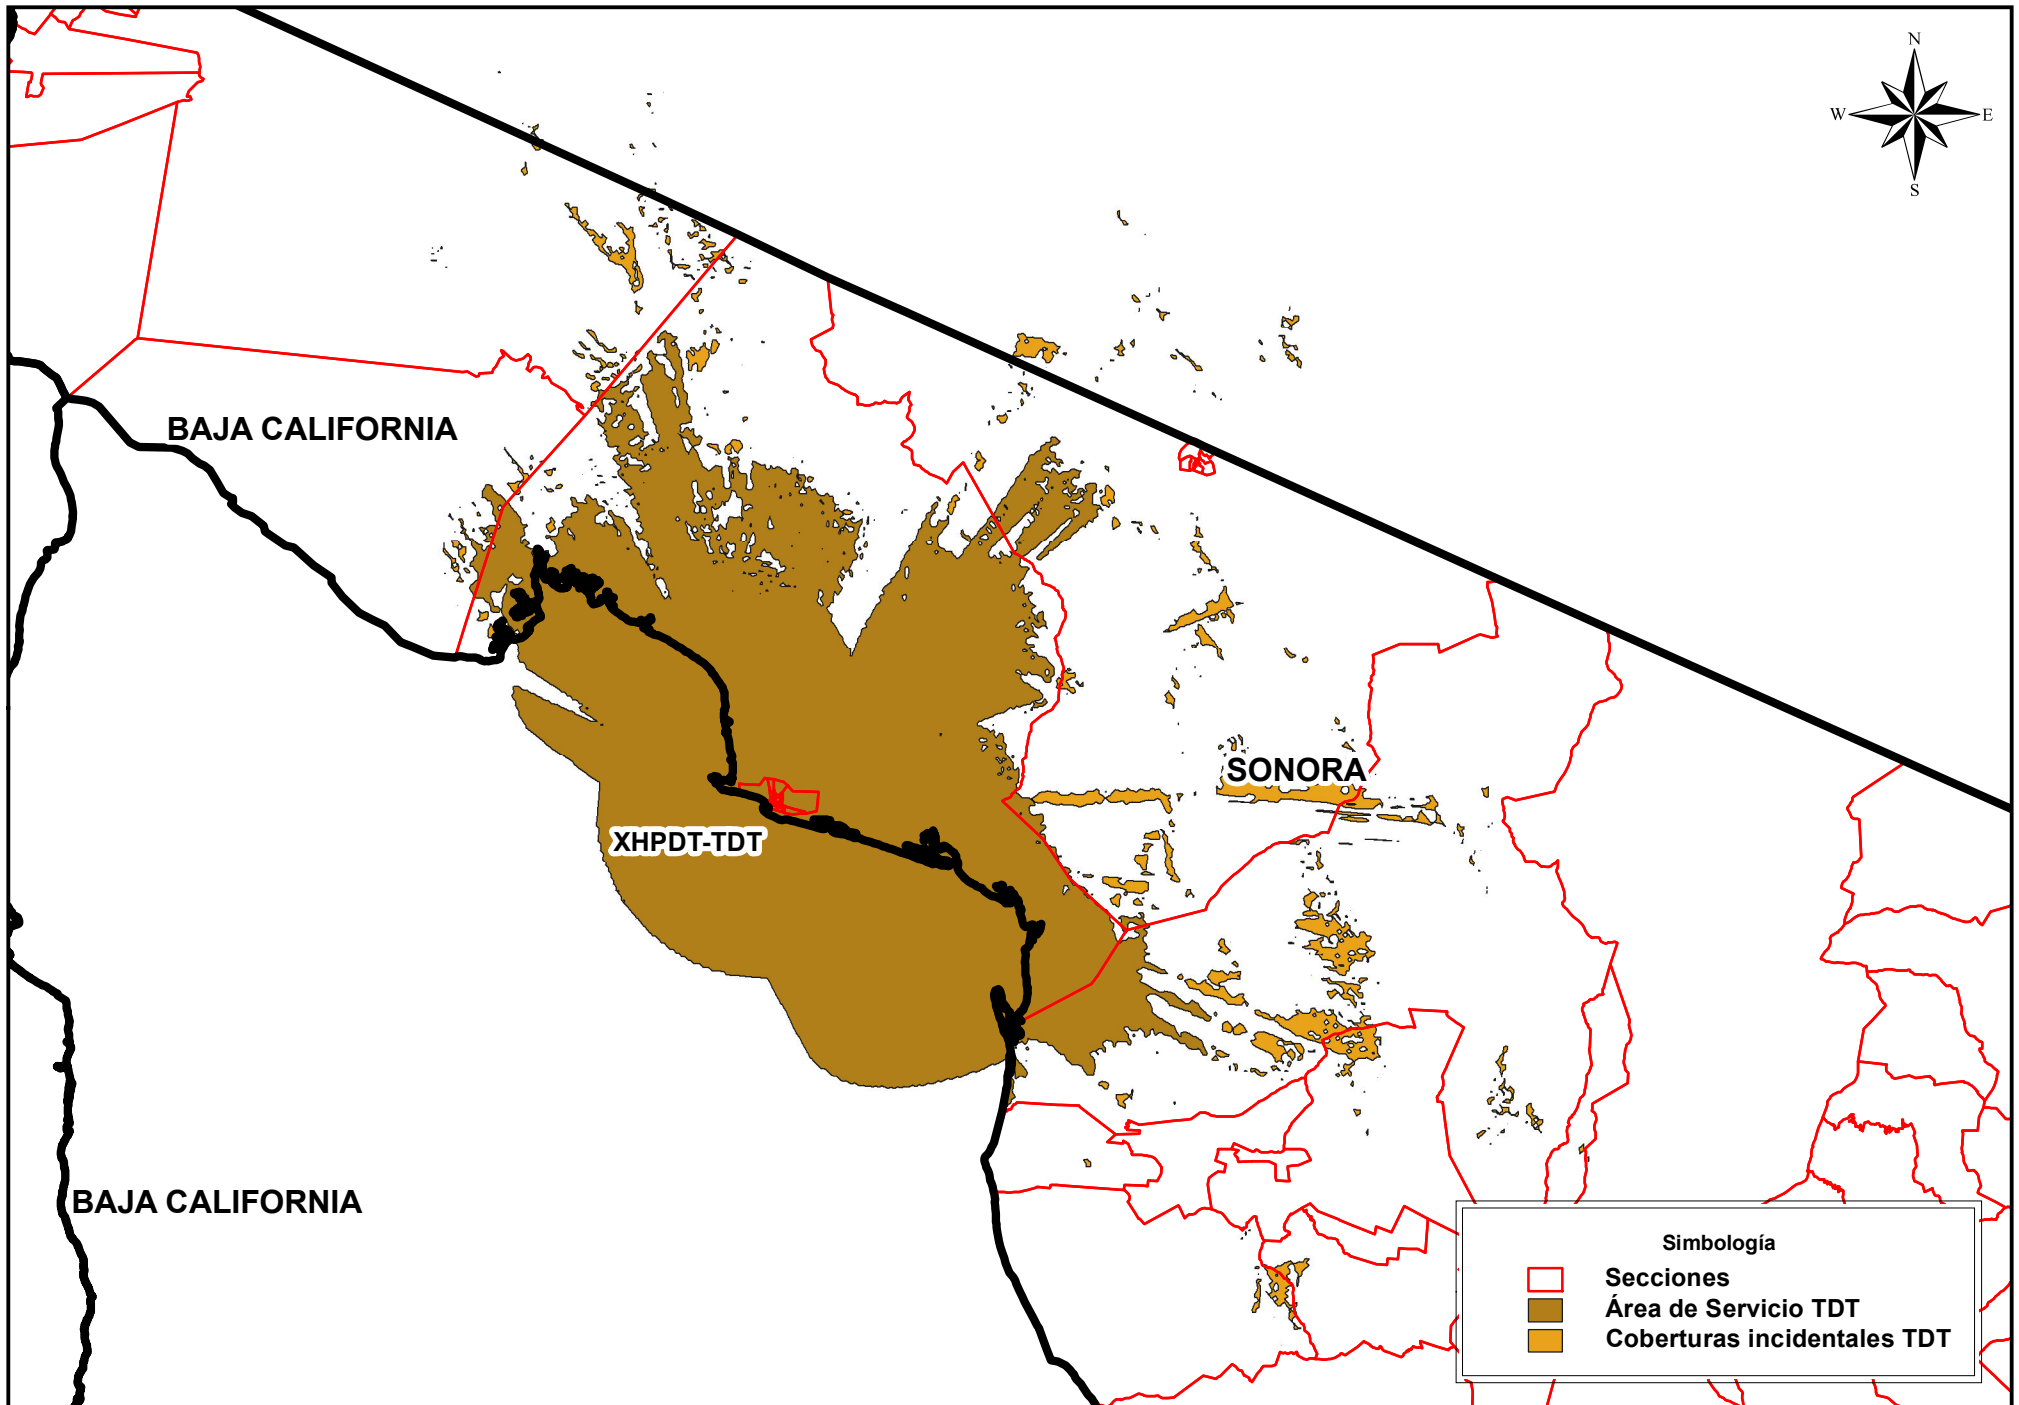 N
W E
S
BAJA CALIFORNIA
SONORA
XHPDT-TDT
BAJA CALIFORNIA
Simbología
Secciones
Área de Servicio TDT
Coberturas incidentales TDT